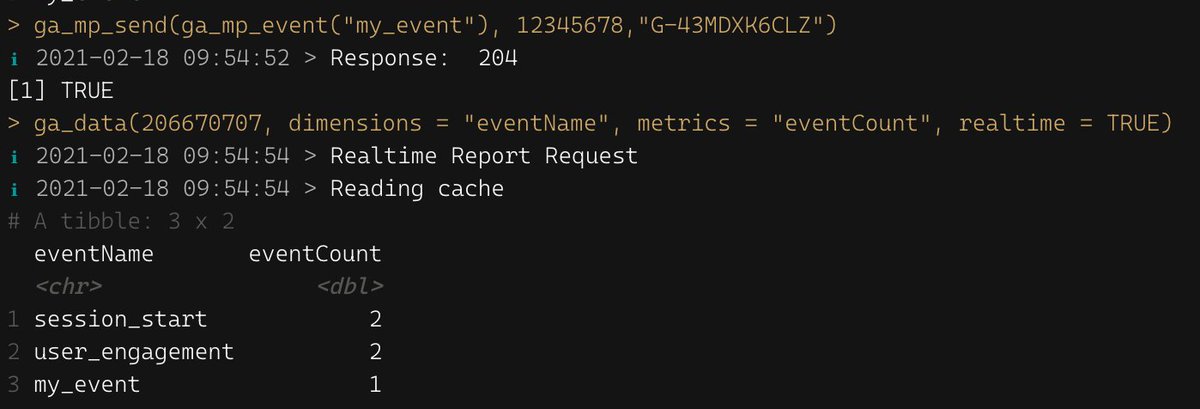 > ga_mp_send(ga_mp_event("my_event"), 12345678,"G-43MDXK6CLZ")
ℹ 2021-02-18 09:54:52 > Response:  204
[1] TRUE
> ga_data(206670707, dimensions = "eventName", metrics = "eventCount", realtime = TRUE)
ℹ 2021-02-18 09:54:54 > Realtime Report Request
ℹ 2021-02-18 09:54:54 > Reading cache
# A tibble: 3 x 2
eventName eventCount
<chr> <dbl>
1 session_start 2
2 user_engagement 2
3 my_event 1